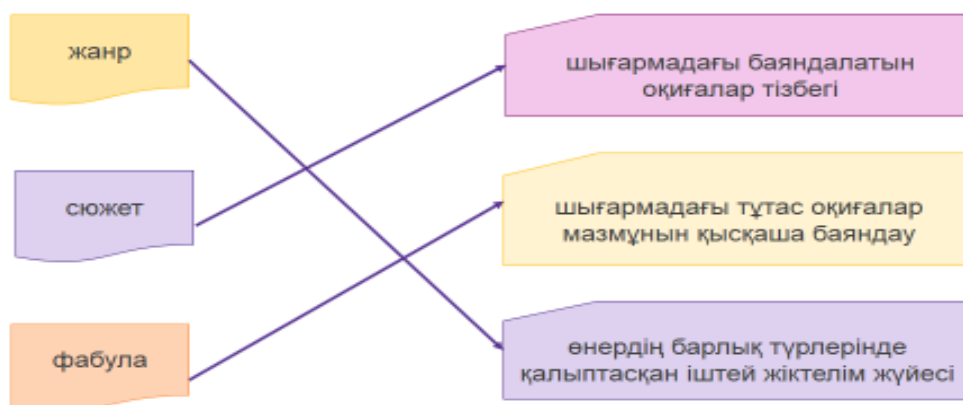 жанр
шығармадағы баяндалатын
оқиғалар тізбегі
сюжет
шығармадағы тұтас оқиғалар
мазмұнын қысқаша баяндау
фабула
өнердің барлық түрлерінде
қалыптасқан іштей жіктелім жүйесі